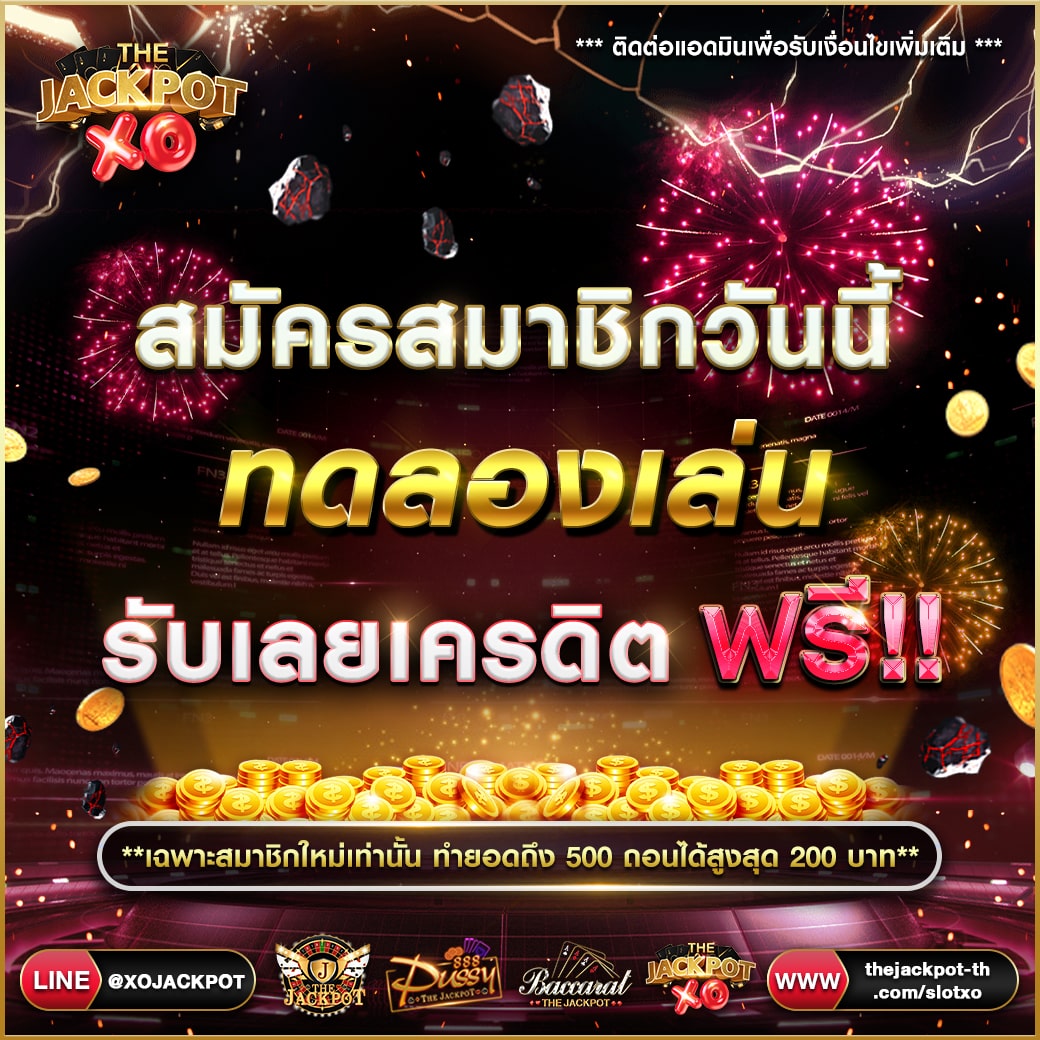 THE
JACKPOT
XO
*** ติดต่อแอดมินเพื่อรับเงื่อนไขเพิ่มเติม ***
สมัครสมาชิกวันนี้
ทดลองเล่น
รับเลยเครดิต ฟรี!!
**เฉพาะสมาชิกใหม่เท่านั้น ทำยอดถึง 500 ถอนได้สูงสุด 200 บาท**
LINE @XOJACKPOT
J
THE
JACKPOT
888
PUSSY
THE JACKPOT
Baccarat
THE JACKPOT
THE
JACKPOT
XO
WWW thejackpot-th
.com/slotxo